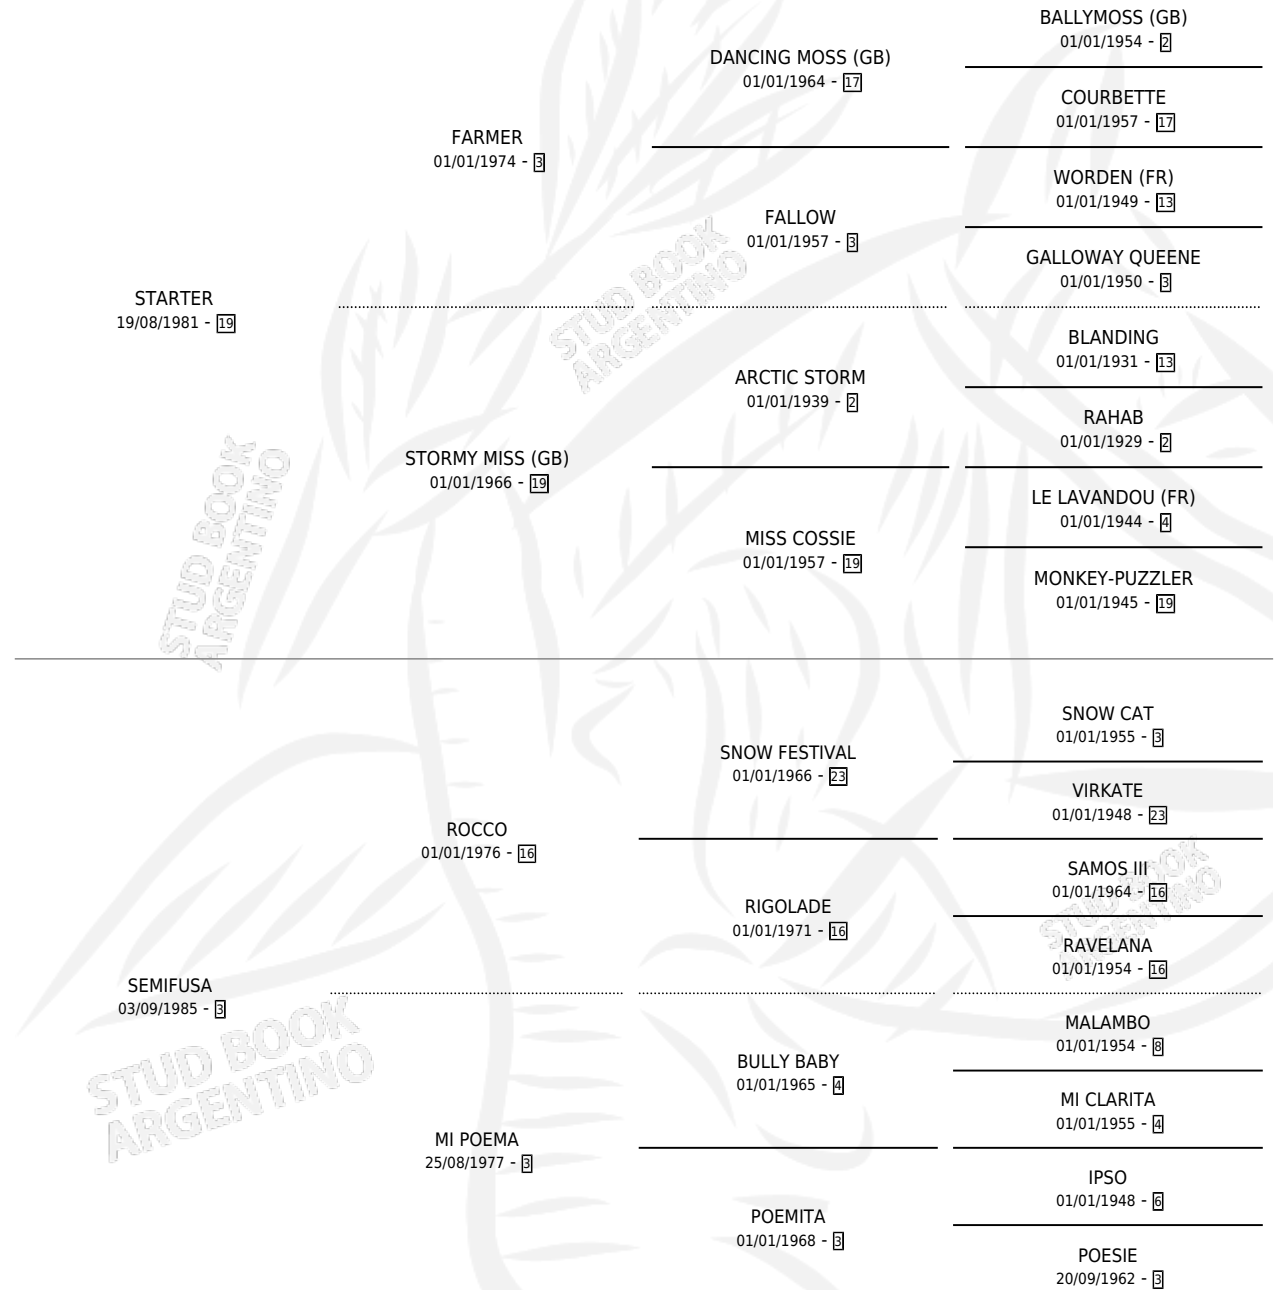 BALLYMOSS (GB)
01/01/1954 - 2
DANCING MOSS (GB)
01/01/1964 - 17
COURBETTE
01/01/1957 - 17
FARMER
01/01/1974 - 3
WORDEN (FR)
01/01/1949 - 13
FALLOW
01/01/1957 - 3
GALLOWAY QUEENE
01/01/1950 - 3
STARTER
19/08/1981 - 19
BLANDING
01/01/1931 - 13
ARCTIC STORM
01/01/1939 - 2
RAHAB
01/01/1929 - 2
STORMY MISS (GB)
01/01/1966 - 19
LE LAVANDOU (FR)
01/01/1944 - 4
MISS COSSIE
01/01/1957 - 19
MONKEY-PUZZLER
01/01/1945 - 19
SNOW CAT
01/01/1955 - 3
SNOW FESTIVAL
01/01/1966 - 23
VIRKATE
01/01/1948 - 23
ROCCO
01/01/1976 - 16
SAMOS III
01/01/1964 - 16
RIGOLADE
01/01/1971 - 16
RAVELANA
01/01/1954 - 16
SEMIFUSA
03/09/1985 - 3
MALAMBO
01/01/1954 - 8
BULLY BABY
01/01/1965 - 4
MI CLARITA
01/01/1955 - 4
MI POEMA
25/08/1977 - 3
IPSO
01/01/1948 - 6
POEMITA
01/01/1968 - 3
POESIE
20/09/1962 - 3
STUD BOOK
ARGENTINO
STUD BOOK
ARGENTINO
STUD BOOK
ARGENTINO
STUD BOOK
ARGENTINO